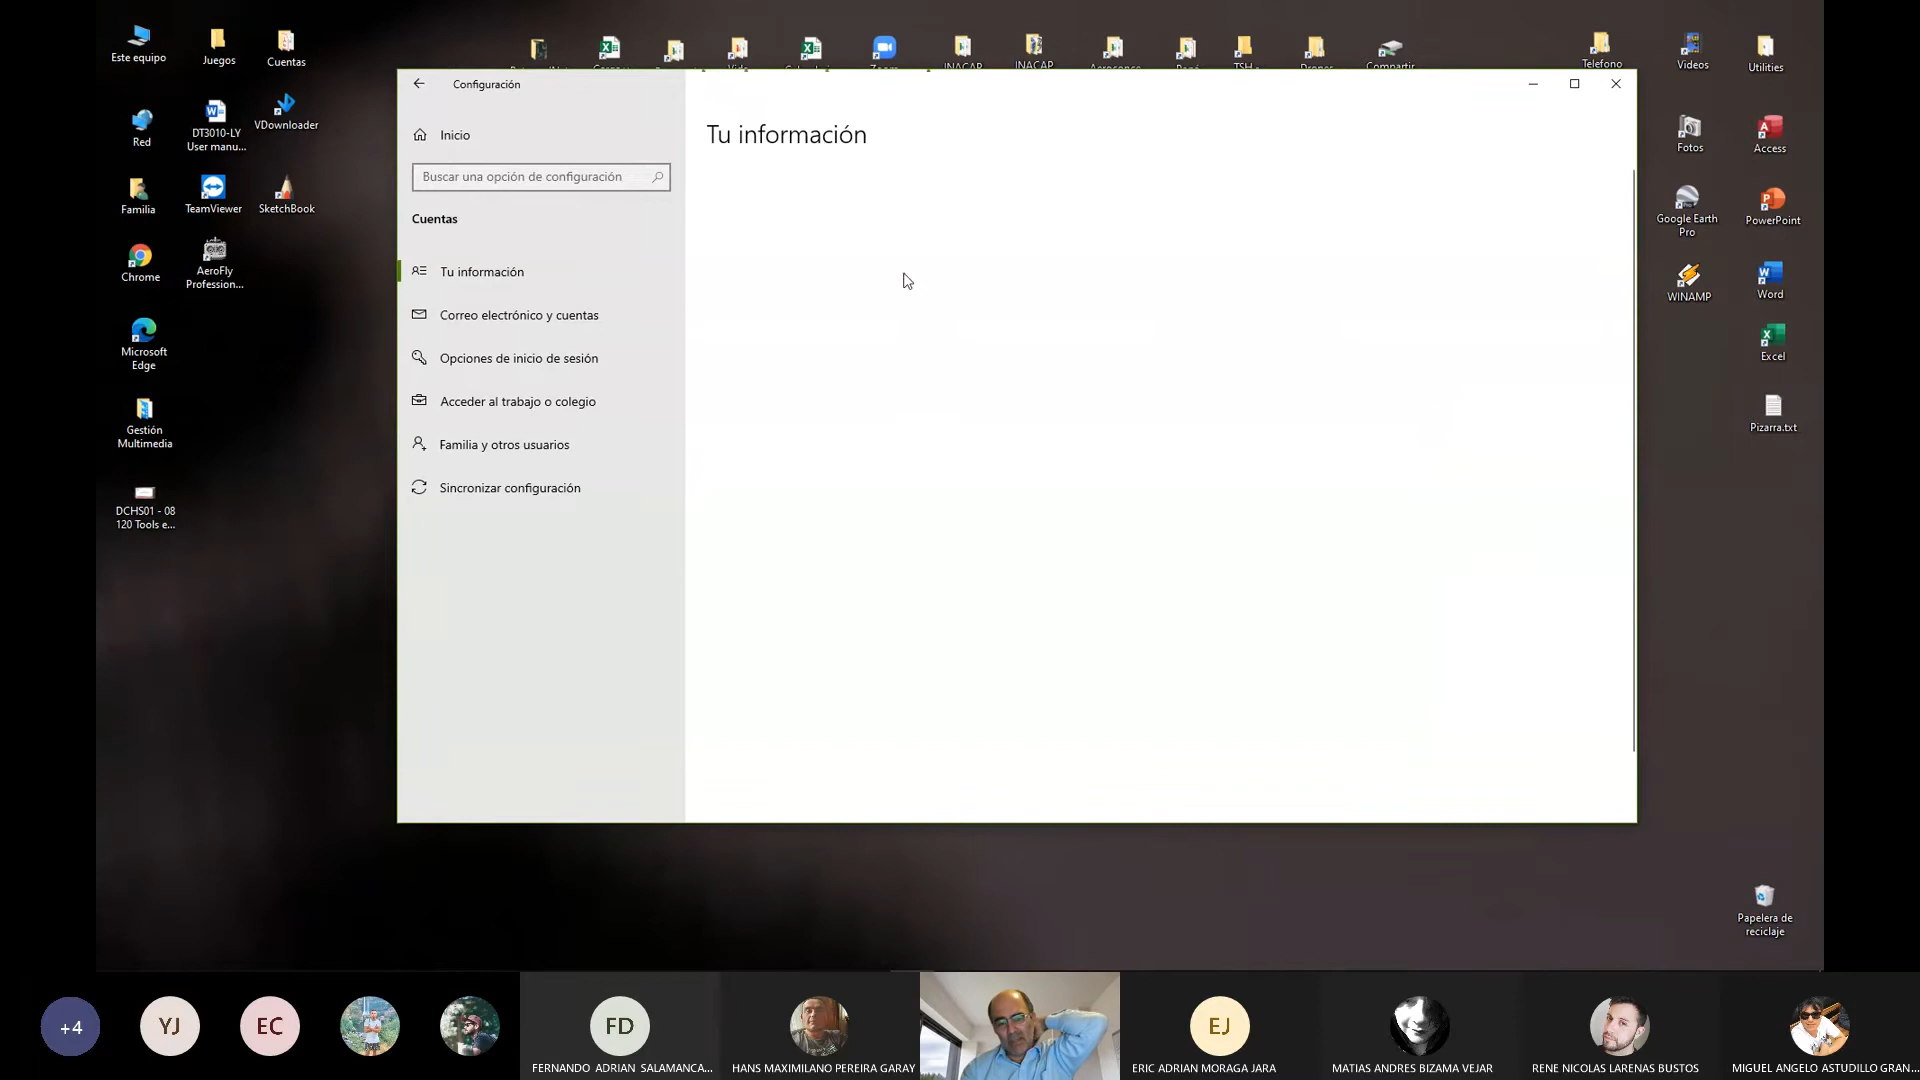 Este equipo
Juegos
Cuentas
INACAP
INACAP
Compartir
Telefono
Videos
Utilities
Red
DT3010-LY
User manu...
VDownloader
Familia
TeamViewer
SketchBook
Chrome
AeroFly
Profession...
Microsoft
Edge
Gestión
Multimedia
DCHS01 - 08
120 Tools e...
Configuración
Inicio
Buscar una opción de configuración
Cuentas
Tu información
Correo electrónico y cuentas
Opciones de inicio de sesión
Acceder al trabajo o colegio
Familia y otros usuarios
Sincronizar configuración
Tu información
Fotos
Access
Google Earth
Pro
PowerPoint
WINAMP
Word
Excel
Pizarra.txt
Papelera de
reciclaje
+4
YJ
EC
FD
FERNANDO ADRIAN SALAMANCA...
HANS MAXIMILANO PEREIRA GARAY
EJ
ERIC ADRIAN MORAGA JARA
MATIAS ANDRES BIZAMA VEJAR
RENE NICOLAS LARENAS BUSTOS
MIGUEL ANGELO ASTUDILLO GRAN...